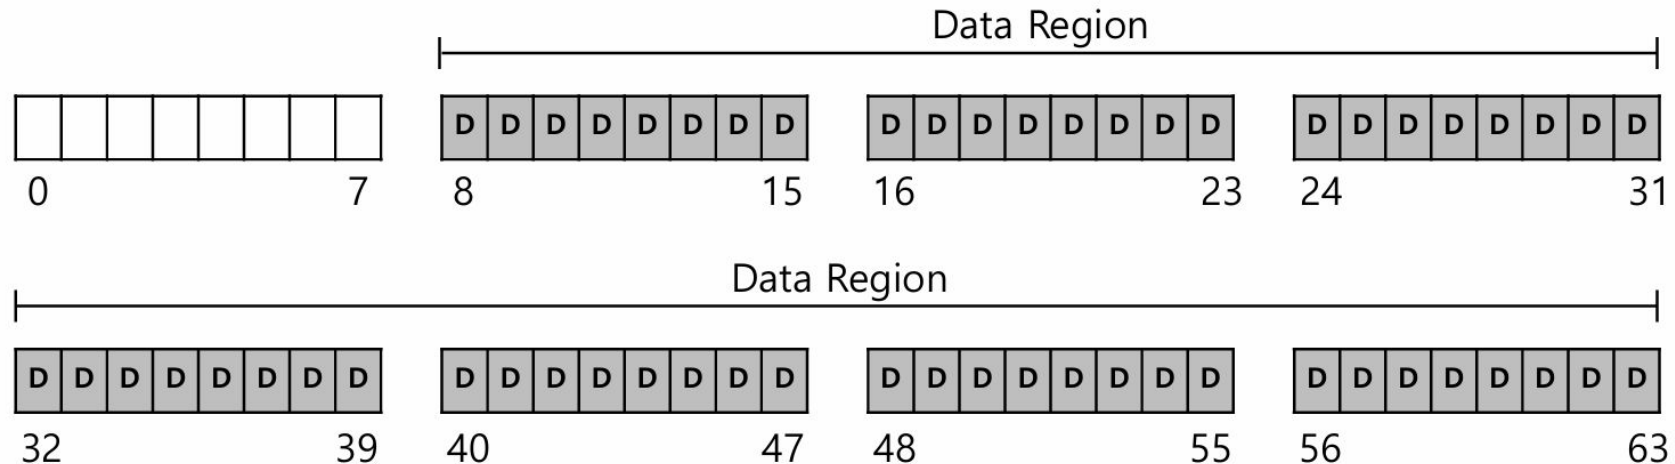 Data Region
D D D D D D D D D D D D D D D D D D D D D D D D
0 7 8 15 16 23 24 31
Data Region
D D D D D D D D D D D D D D D D D D D D D D D D D D D D D D D D
32 39 40 47 48 55 56 63